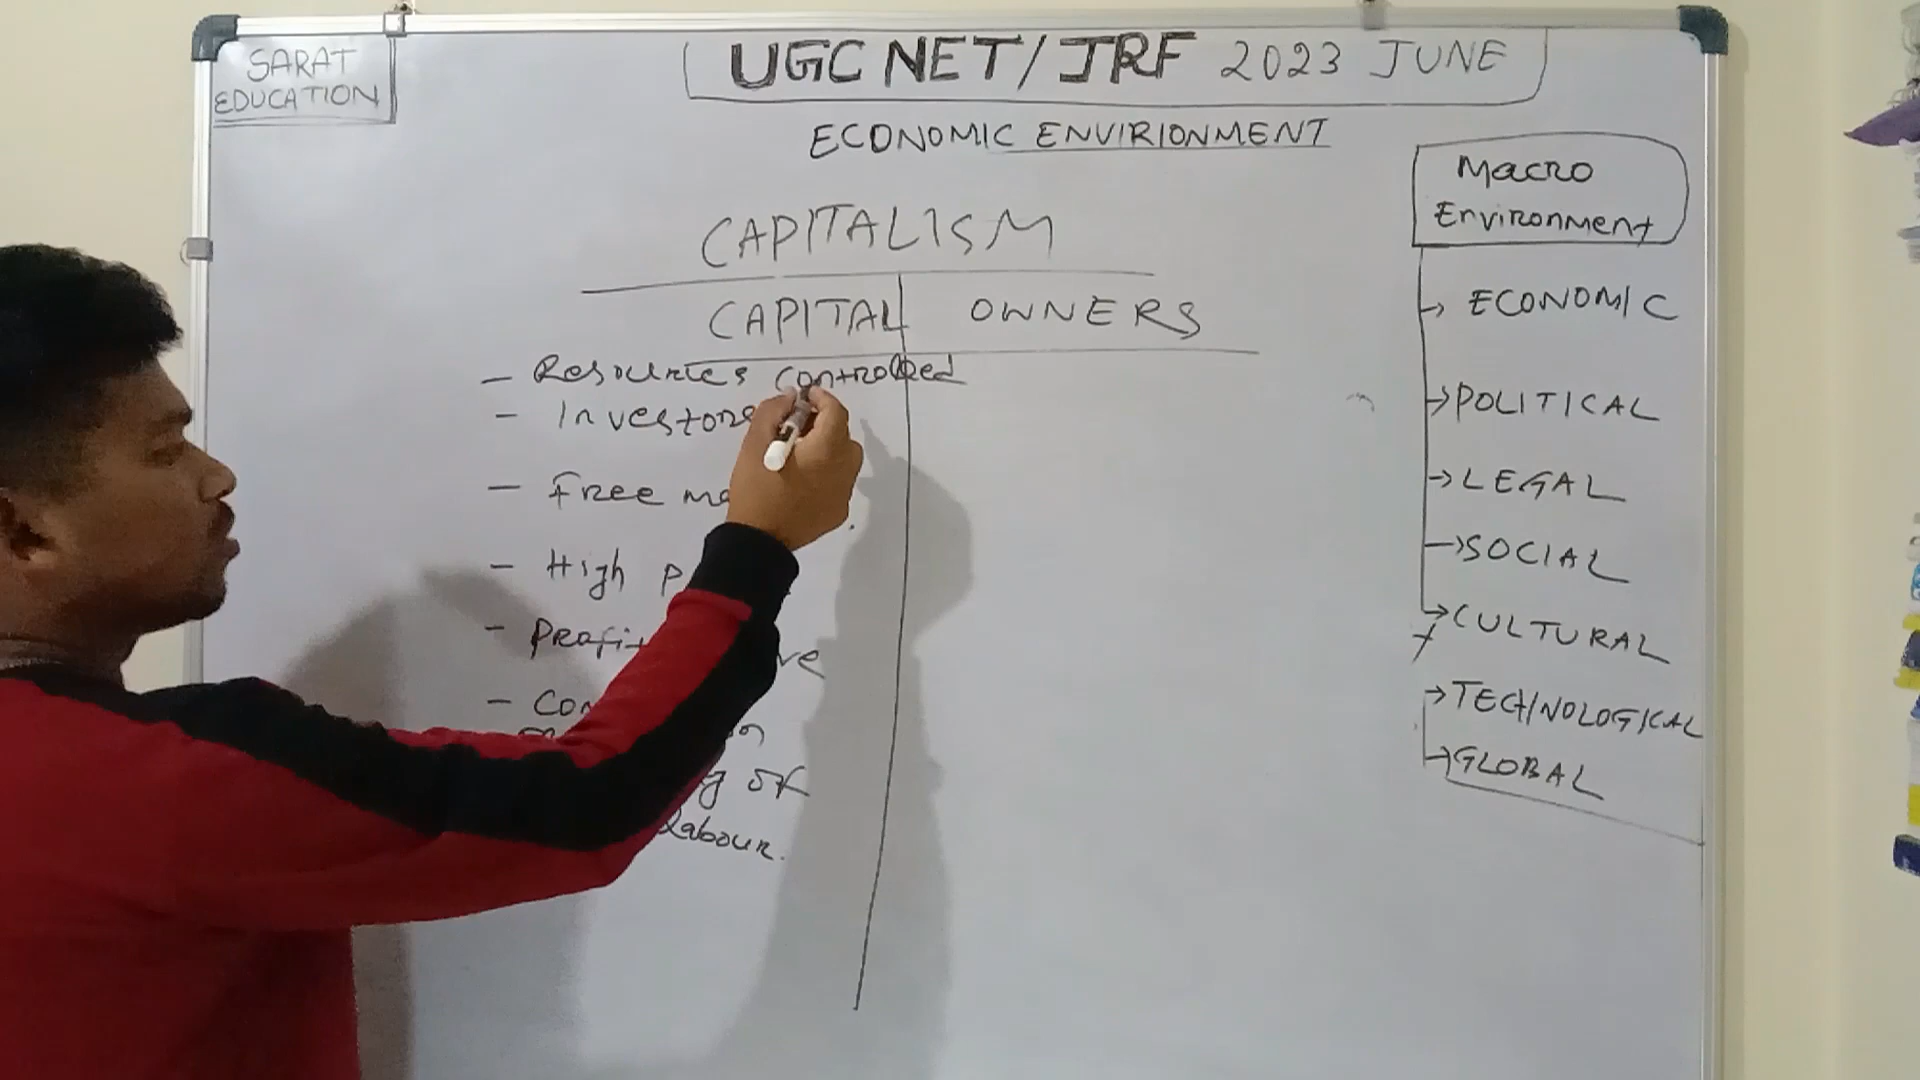 SARAT
EDUCATION
UGC NET/JRF 2023 JUNE
ECONOMIC ENVIRIONMENT
CAPITALISM
CAPITAL OWNERS
- Resources controlled
- Investors
- Free
- High
- Profit
-
of
Labour.
Macro
Environment
→ ECONOMIC
→ POLITICAL
→ LEGAL
→ SOCIAL
→ CULTURAL
→ TECHNOLOGICAL
→ GLOBAL